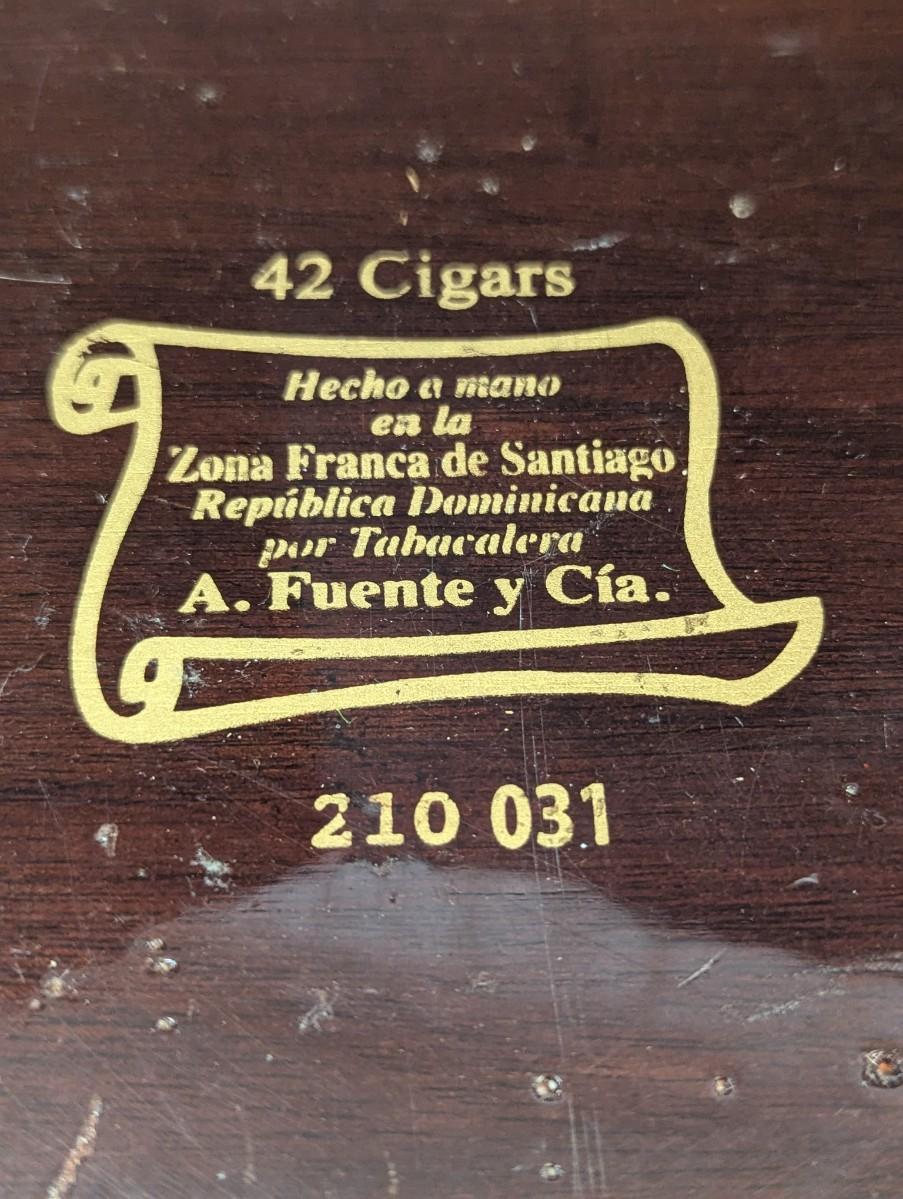 42 Cigars
Hecho a mano
en la
Zona Franca de Santiago.
República Dominicana
por Tabacalera
A. Fuente y Cía.
210 031